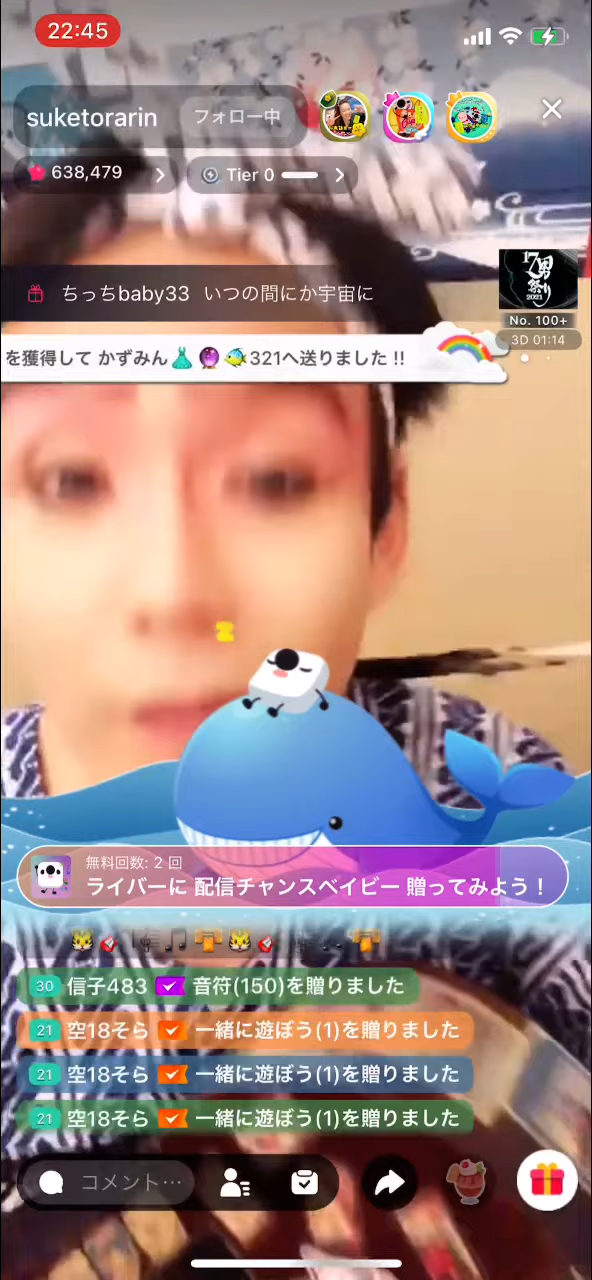 22:45
suketorarin フォロー中
638,479
Tier 0
ちっちbaby33 いつの間にか宇宙に
17
男
祭り
2021
No. 100+
3D 01:14
を獲得して かずみん👗🔮🐠321へ送りました !!
z
無料回数: 2 回
ライバーに 配信チャンスベイビー 贈ってみよう！
30 信子483 音符(150)を贈りました
21 空18そら 一緒に遊ぼう(1)を贈りました
21 空18そら 一緒に遊ぼう(1)を贈りました
21 空18そら 一緒に遊ぼう(1)を贈りました
コメント…